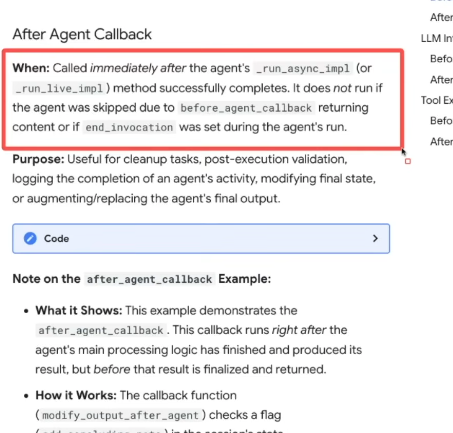 After Agent Callback
When: Called immediately after the agent's _run_async_impl (or
_run_live_impl) method successfully completes. It does not run if
the agent was skipped due to before_agent_callback returning
content or if end_invocation was set during the agent's run.
Purpose: Useful for cleanup tasks, post-execution validation,
logging the completion of an agent's activity, modifying final state,
or augmenting/replacing the agent's final output.
Code
Note on the after_agent_callback Example:
• What it Shows: This example demonstrates the
after_agent_callback. This callback runs right after the
agent's main processing logic has finished and produced its
result, but before that result is finalized and returned.
• How it Works: The callback function
(modify_output_after_agent) checks a flag
After
LLM Int
Befo
After
Tool Ex
Befo
After